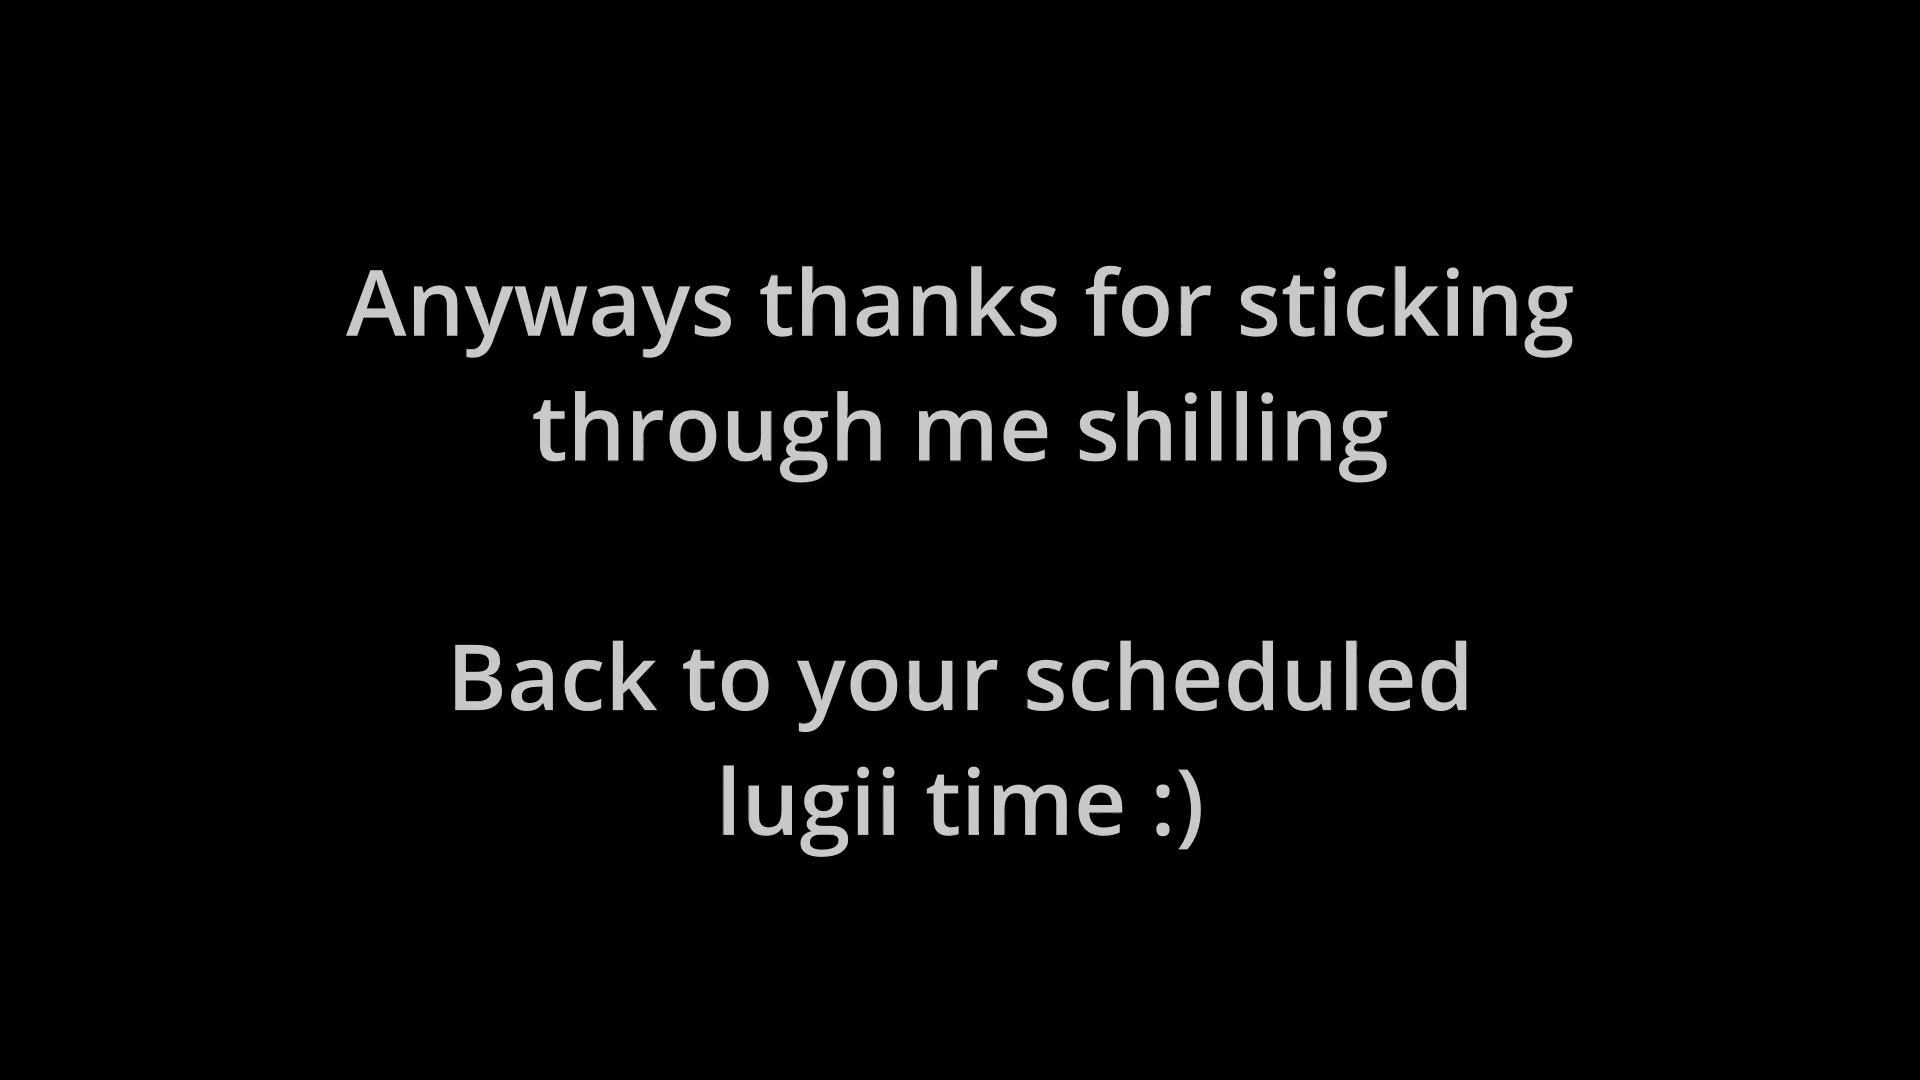 Anyways thanks for sticking
through me shilling
Back to your scheduled
lugii time :)